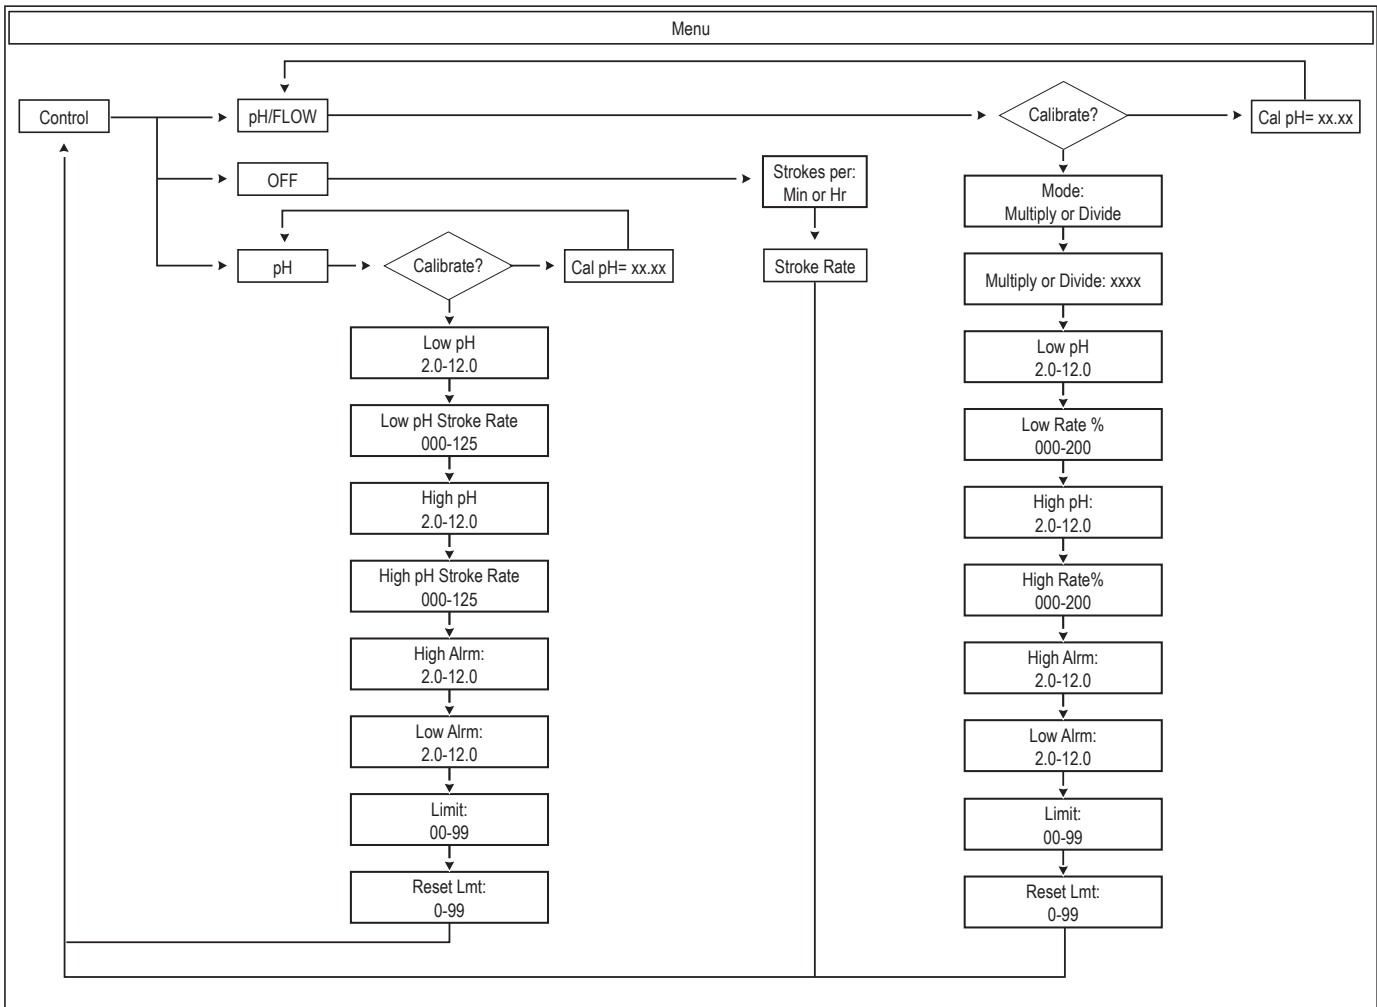 Menu
Control
pH/FLOW
Calibrate?
Cal pH= xx.xx
OFF
Strokes per:
Min or Hr
Stroke Rate
pH
Calibrate?
Cal pH= xx.xx
Low pH
2.0-12.0
Low pH Stroke Rate
000-125
High pH
2.0-12.0
High pH Stroke Rate
000-125
High Alrm:
2.0-12.0
Low Alrm:
2.0-12.0
Limit:
00-99
Reset Lmt:
0-99
Mode:
Multiply or Divide
Multiply or Divide: xxxx
Low pH
2.0-12.0
Low Rate %
000-200
High pH:
2.0-12.0
High Rate%
000-200
High Alrm:
2.0-12.0
Low Alrm:
2.0-12.0
Limit:
00-99
Reset Lmt:
0-99